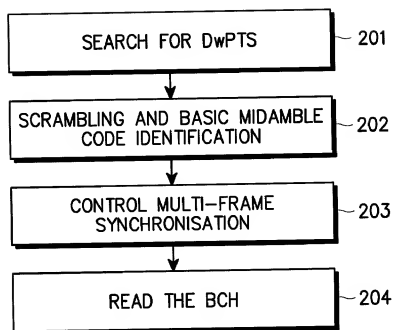 SEARCH FOR DwPTS
201
SCRAMBLING AND BASIC MIDAMBLE
CODE IDENTIFICATION
202
CONTROL MULTI-FRAME
SYNCHRONISATION
203
READ THE BCH
204